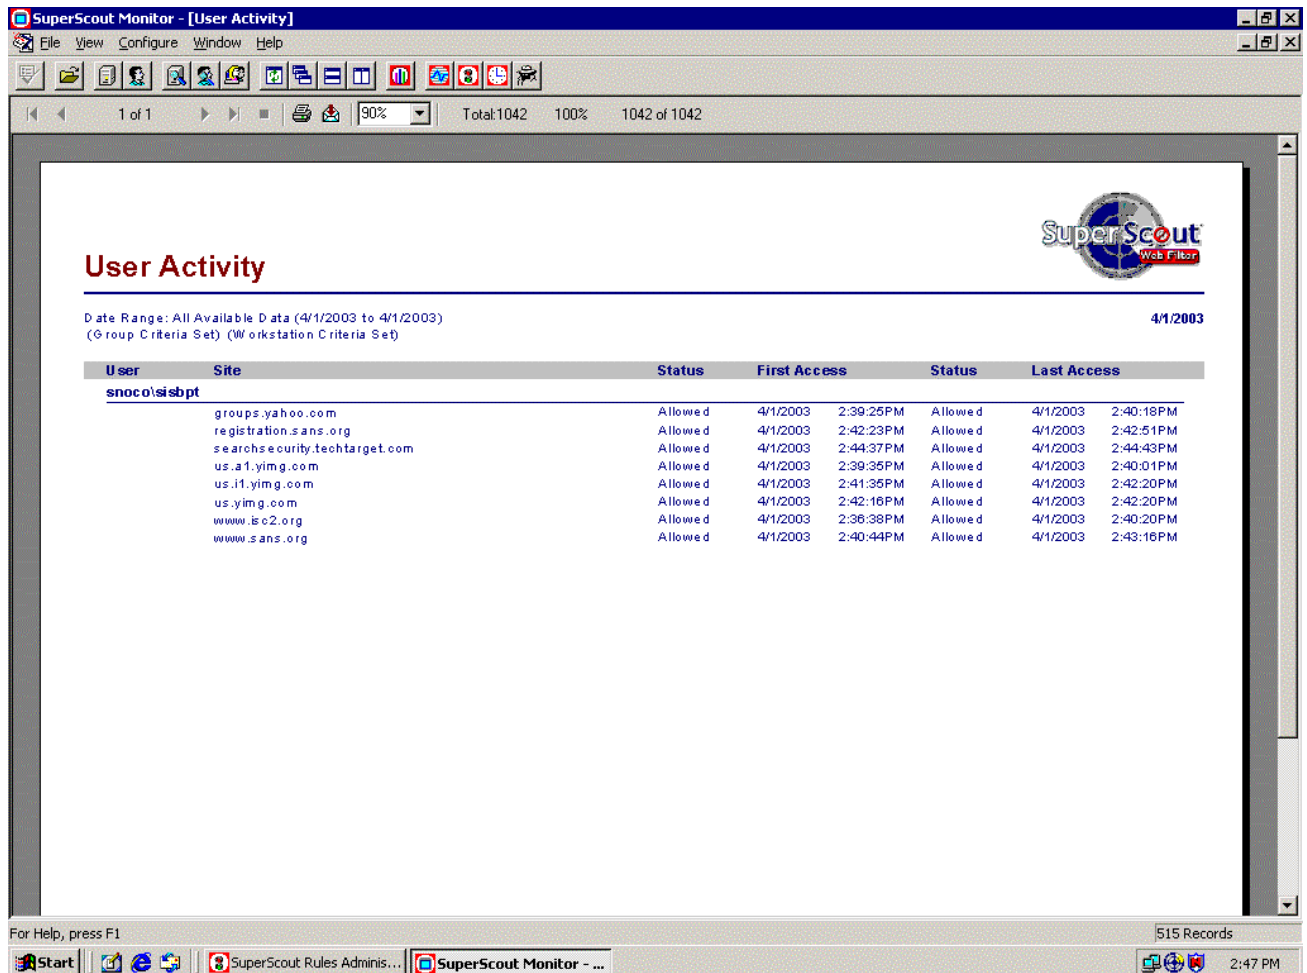 SuperScout Monitor - [User Activity]
File View Configure Window Help
1 of 1 90% Total:1042 100% 1042 of 1042
SuperScout
Web Filter
User Activity
Date Range: All Available Data (4/1/2003 to 4/1/2003) 4/1/2003
(Group Criteria Set) (Workstation Criteria Set)
User Site Status First Access Status Last Access
snoco\sisbpt
groups.yahoo.com Allowed 4/1/2003 2:39:25PM Allowed 4/1/2003 2:40:18PM
registration.sans.org Allowed 4/1/2003 2:42:23PM Allowed 4/1/2003 2:42:51PM
searchsecurity.techtarget.com Allowed 4/1/2003 2:44:37PM Allowed 4/1/2003 2:44:43PM
us.a1.yimg.com Allowed 4/1/2003 2:39:35PM Allowed 4/1/2003 2:40:01PM
us.i1.yimg.com Allowed 4/1/2003 2:41:35PM Allowed 4/1/2003 2:42:20PM
us.yimg.com Allowed 4/1/2003 2:42:16PM Allowed 4/1/2003 2:42:20PM
www.isc2.org Allowed 4/1/2003 2:36:38PM Allowed 4/1/2003 2:40:20PM
www.sans.org Allowed 4/1/2003 2:40:44PM Allowed 4/1/2003 2:43:16PM
For Help, press F1 515 Records
Start SuperScout Rules Adminis... SuperScout Monitor - ... 2:47 PM